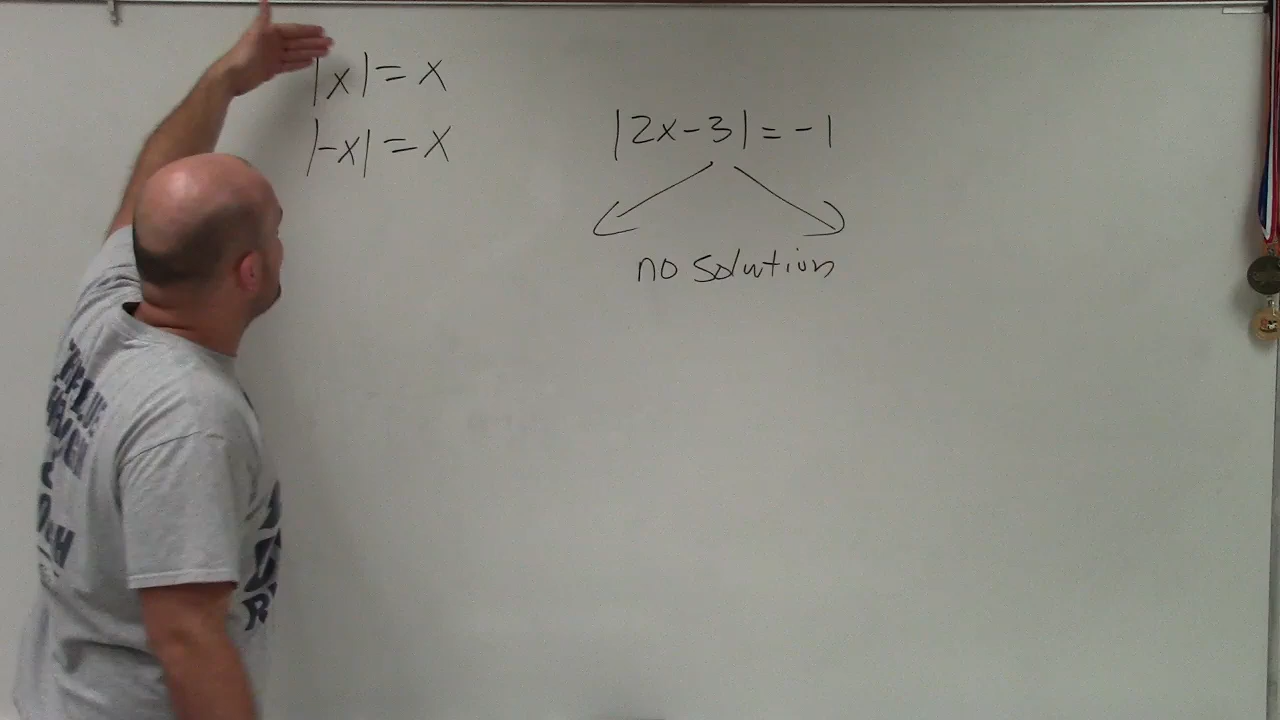 |x| = x
|-x| = x
|2x-3| = -1
no solution